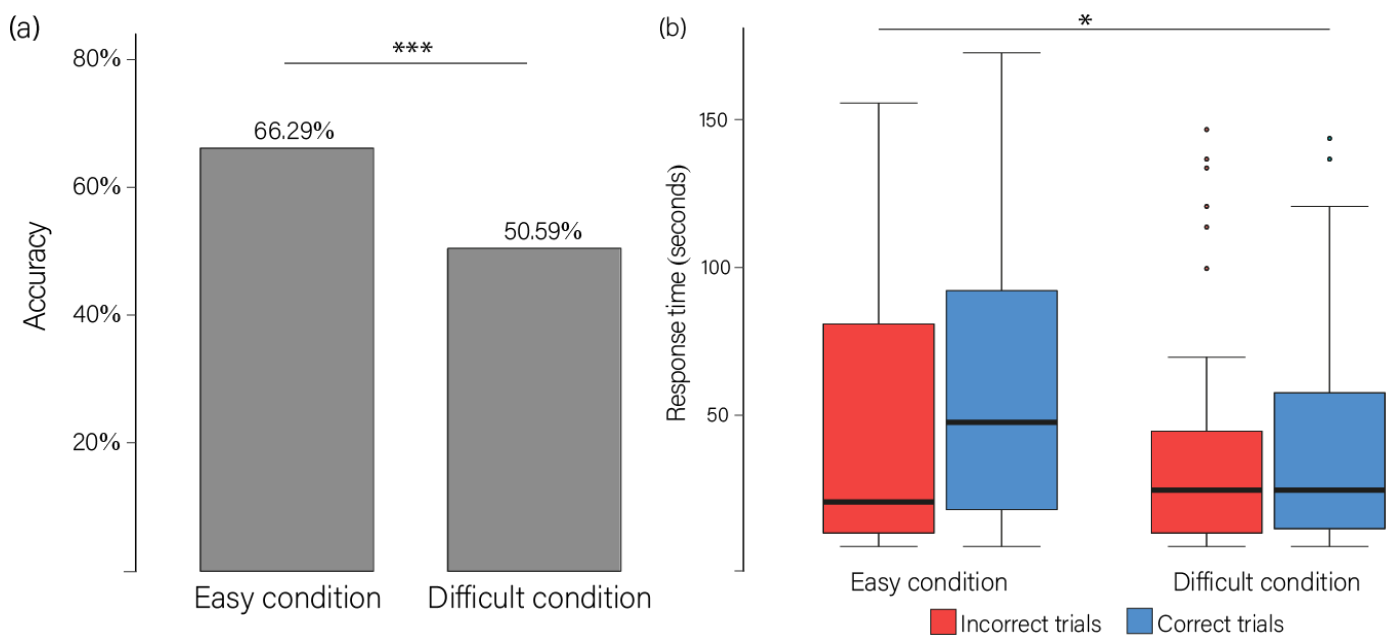 (a)
***
80%
66.29%
60%
50.59%
40%
20%
Accuracy
Easy condition
Difficult condition
(b)
*
150
100
50
Response time (seconds)
Easy condition
Difficult condition
Incorrect trials
Correct trials